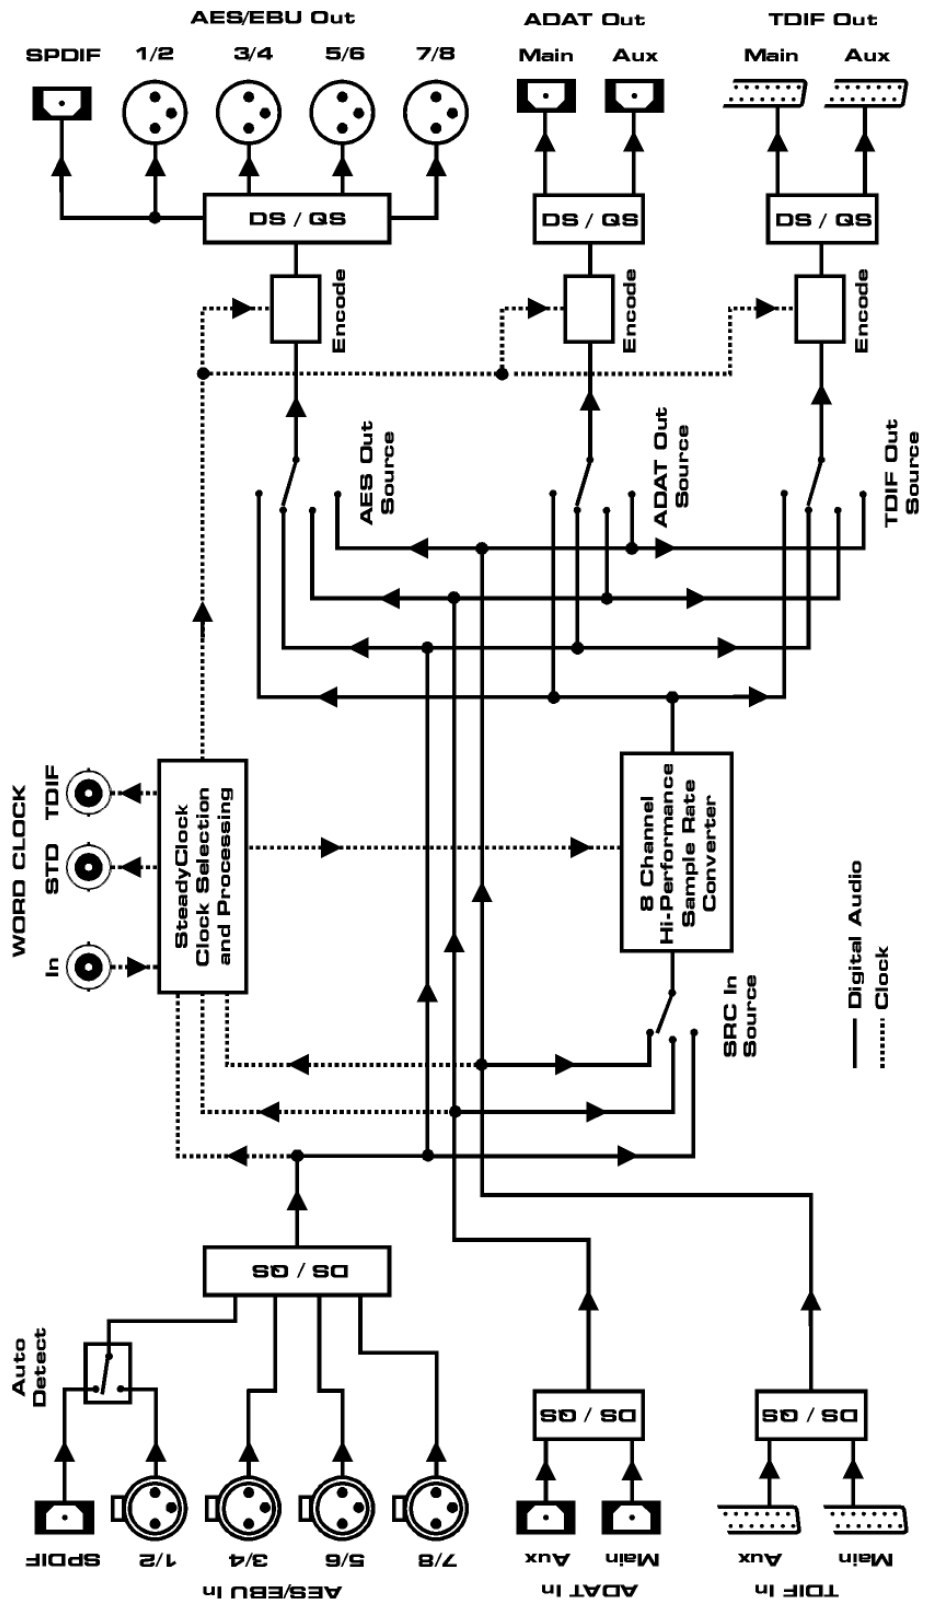 AES/EBU Out
ADAT Out
TDIF Out
SPDIF
1/2
3/4
5/6
7/8
Main
Aux
Main
Aux
DS / QS
DS / QS
DS / QS
Encode
Encode
Encode
AES Out
Source
ADAT Out
Source
TDIF Out
Source
WORD CLOCK
TDIF
STD
In
SteadyClock
Clock Selection
and Processing
8 Channel
Hi-Performance
Sample Rate
Converter
SRC In
Source
Digital Audio
Clock
DS / QS
Auto
Detect
DS / QS
DS / QS
SPDIF
1/2
3/4
5/6
7/8
Aux
Main
Aux
Main
AES/EBU In
ADAT In
TDIF In